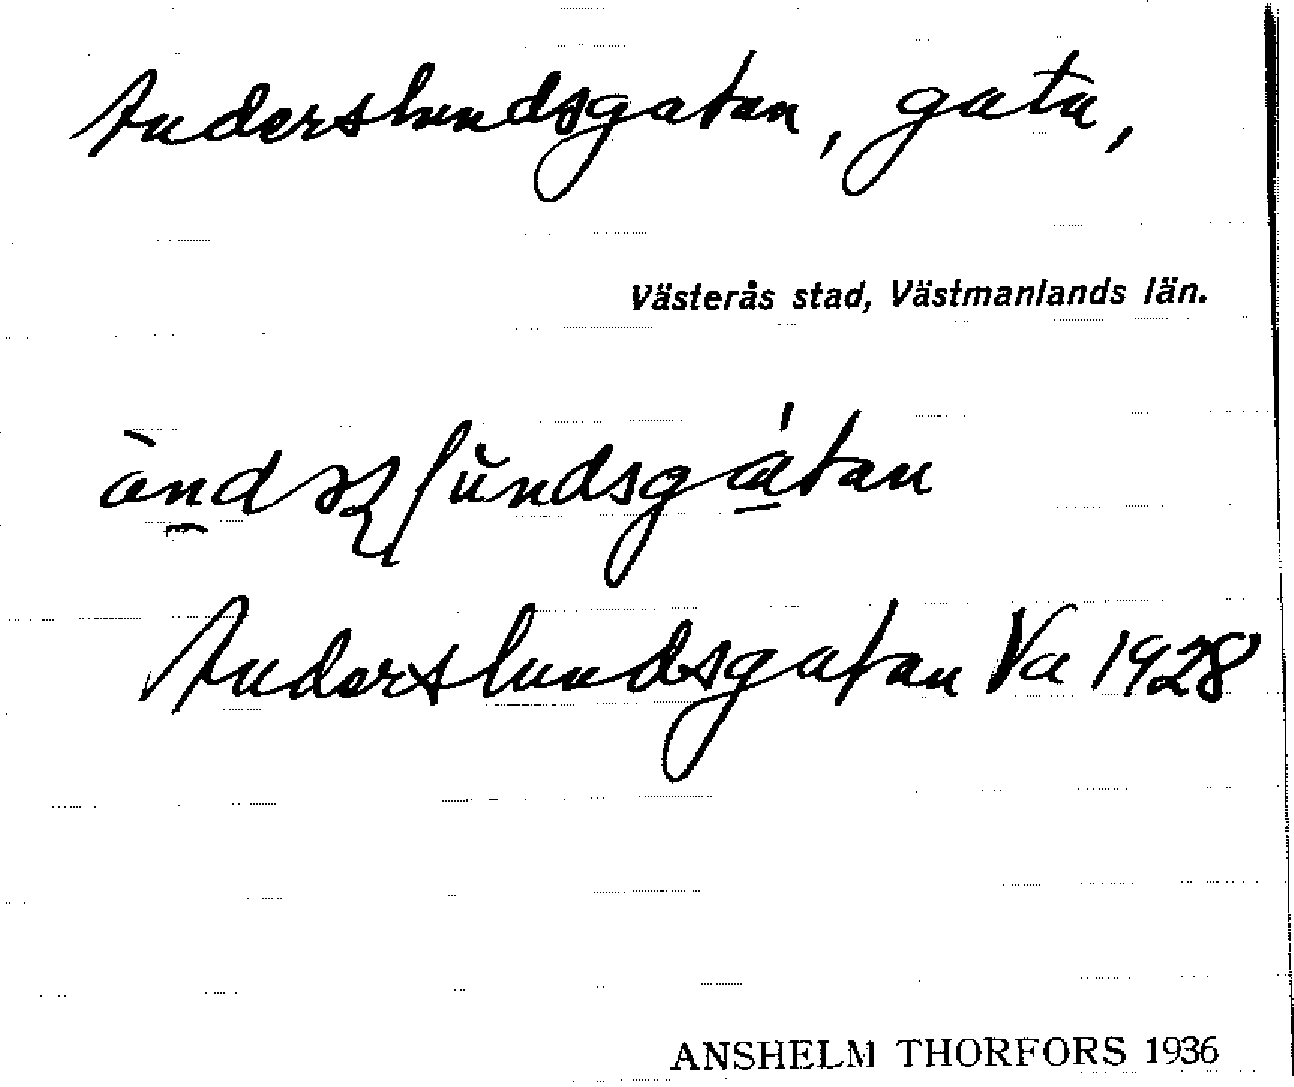 Anderslundsgatan, gata,
Västerås stad, Västmanlands län.
Anderslundsgatan Va 1928
ANSHELM THORFORS 1936